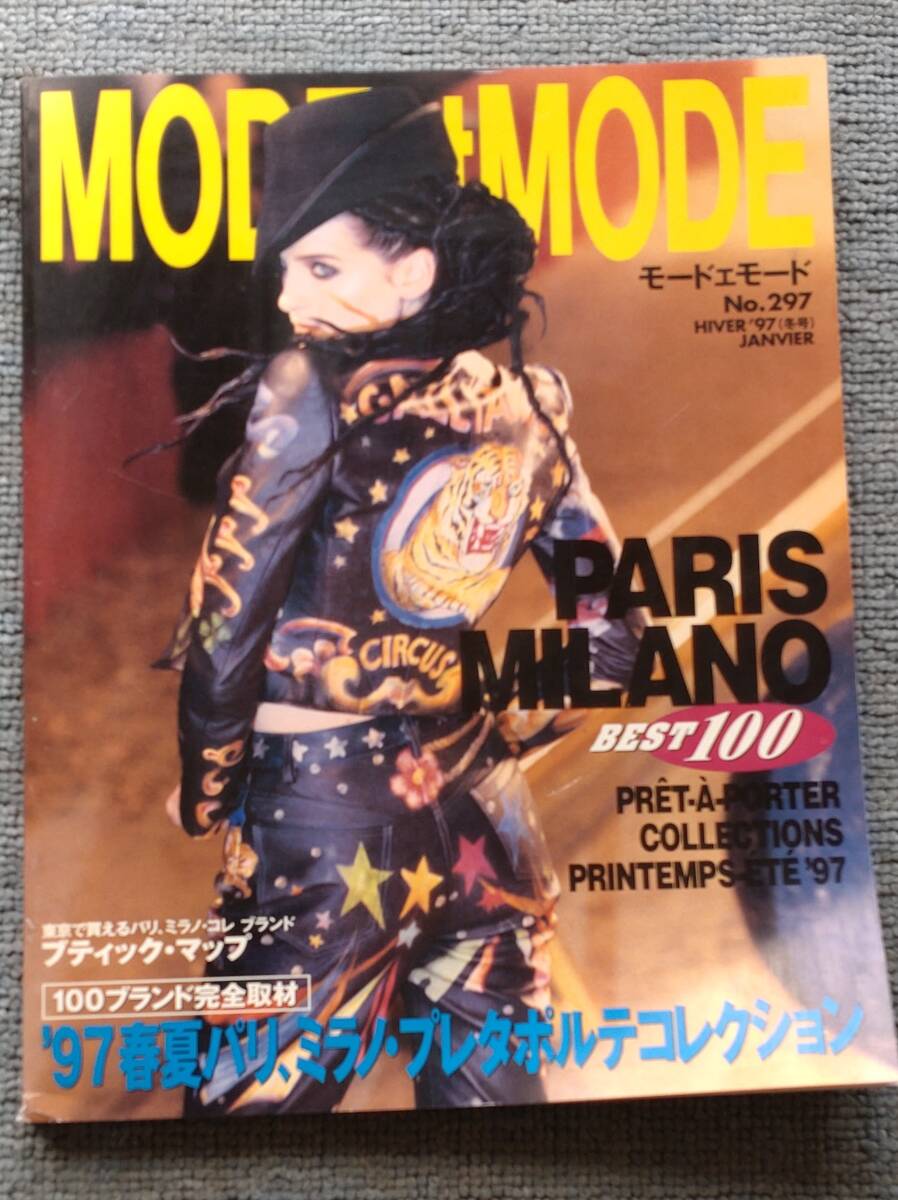 MODE et MODE
モードェモード
No.297
HIVER '97 (冬号)
JANVIER
CIRCUS
PARIS
MILANO
BEST 100
PRÊT-À-PORTER
COLLECTIONS
PRINTEMPS-ÉTÉ '97
東京で買えるパリ、ミラノ・コレ ブランド
ブティック・マップ
100ブランド完全取材
'97春夏パリ、ミラノ・プレタポルテコレクション